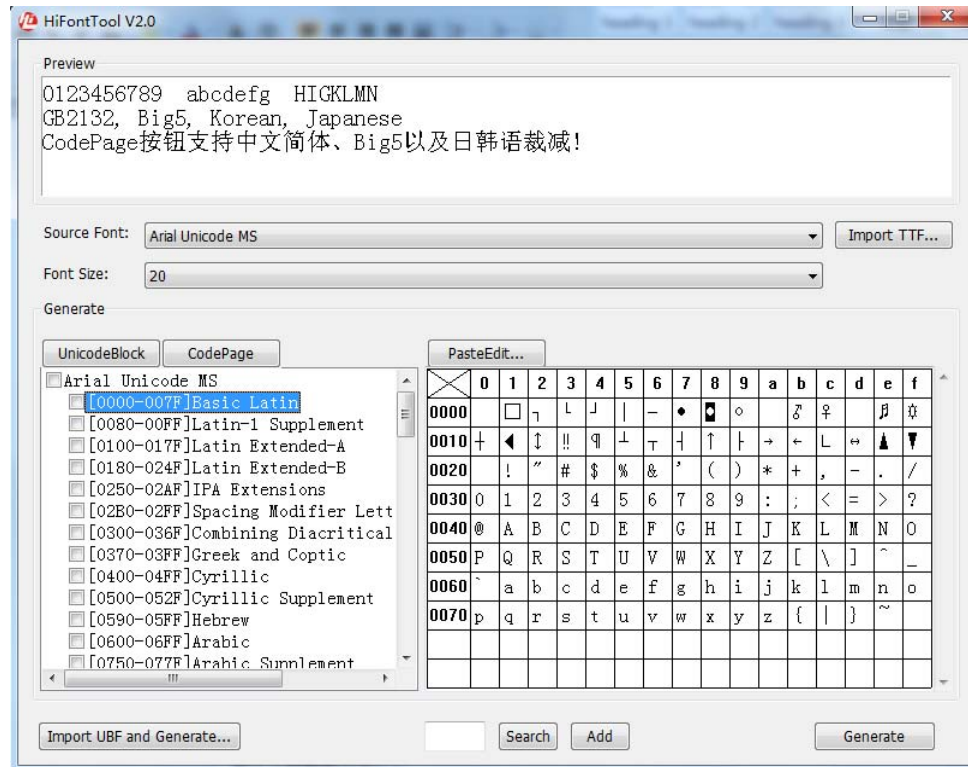 HiFontTool V2.0
Preview
0123456789 abcdefg HIGKLMN
GB2132, Big5, Korean, Japanese
CodePage按钮支持中文简体、Big5以及日韩语裁减!
Source Font: Arial Unicode MS Import TTF...
Font Size: 20
Generate
UnicodeBlock CodePage PasteEdit...
Arial Unicode MS
[0000-007F]Basic Latin
[0080-00FF]Latin-1 Supplement
[0100-017F]Latin Extended-A
[0180-024F]Latin Extended-B
[0250-02AF]IPA Extensions
[02B0-02FF]Spacing Modifier Lett
[0300-036F]Combining Diacritical
[0370-03FF]Greek and Coptic
[0400-04FF]Cyrillic
[0500-052F]Cyrillic Supplement
[0590-05FF]Hebrew
[0600-06FF]Arabic
[0750-077F]Arabic Supplement
0 1 2 3 4 5 6 7 8 9 a b c d e f
0000 □ ┐ └ ┘ │ ─ • ◘ ○ ♂ ♀ ♬ ☼
0010 ┼ ◄ ↕ ‼ ¶ ┴ ┬ ┤ ↑ ├ → ← ∟ ↔ ▲ ▼
0020 ! " # $ % & ' ( ) * + , - . /
0030 0 1 2 3 4 5 6 7 8 9 : ; < = > ?
0040 @ A B C D E F G H I J K L M N O
0050 P Q R S T U V W X Y Z [ \ ] ^ _
0060 ` a b c d e f g h i j k l m n o
0070 p q r s t u v w x y z { | } ~
Import UBF and Generate... Search Add Generate